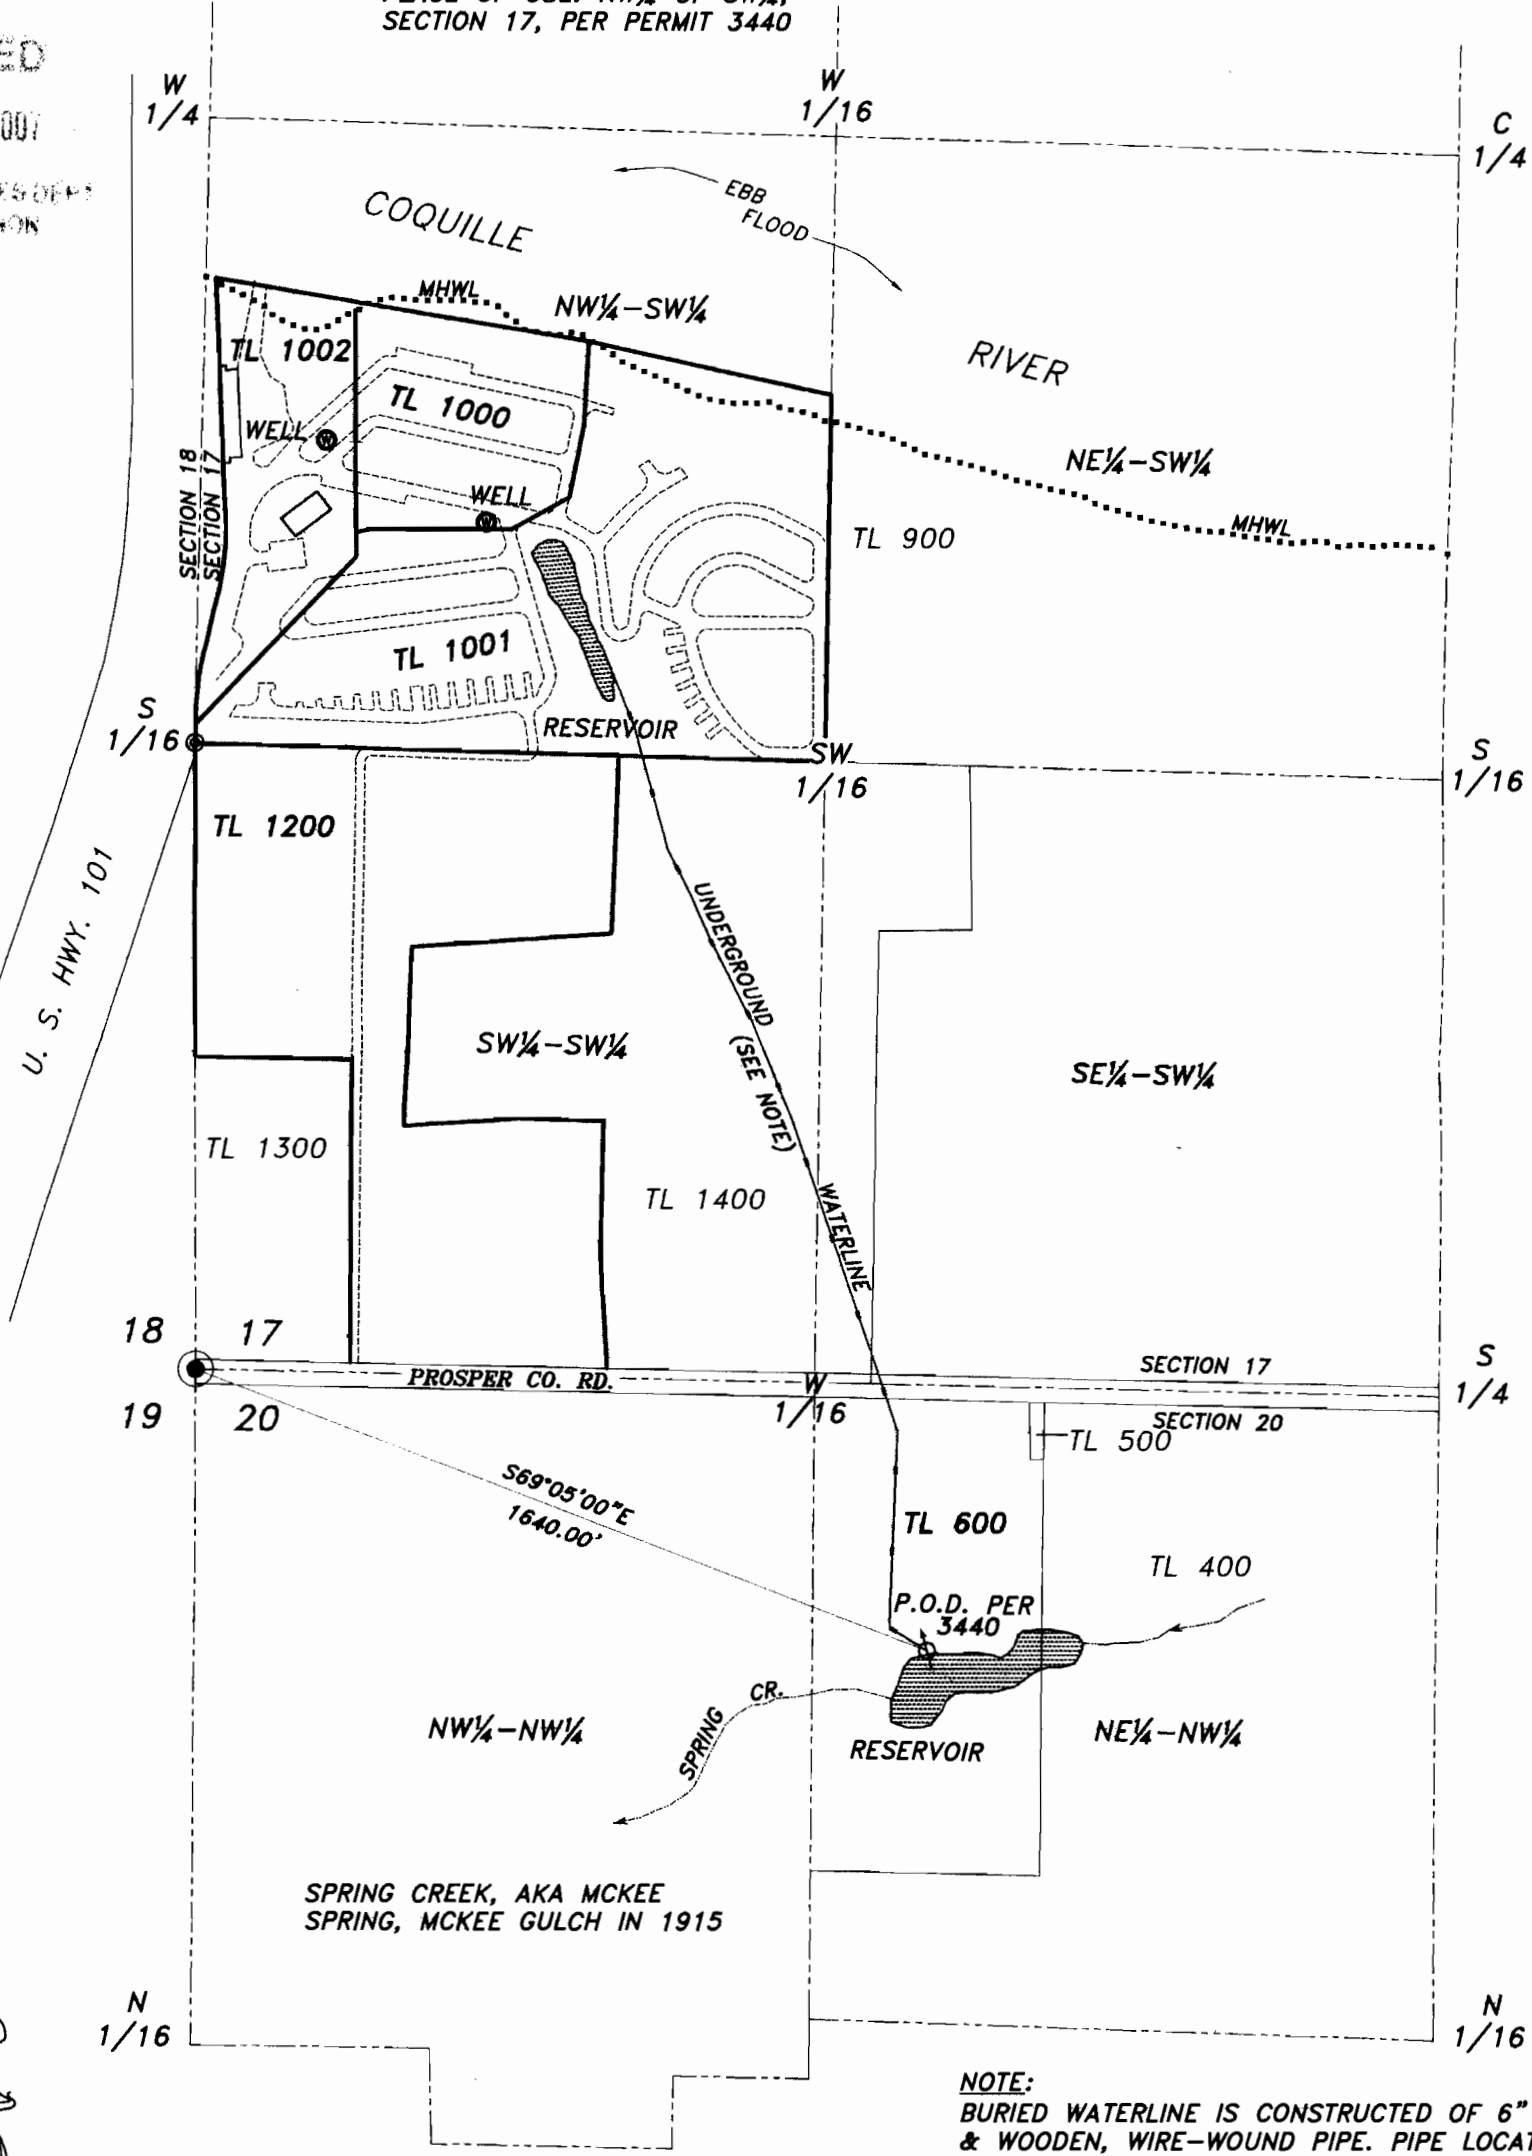 SECTION 17, PER PERMIT 3440
W
1/4
W
1/16
C
1/4
COQUILLE
EBB
FLOOD
MHWL
NW¼-SW¼
RIVER
TL 1002
TL 1000
WELL
W
NE¼-SW¼
SECTION 18
SECTION 17
WELL
W
MHWL
TL 900
TL 1001
S
1/16
RESERVOIR
SW
1/16
S
1/16
TL 1200
U. S. HWY. 101
UNDERGROUND
(SEE NOTE)
SW¼-SW¼
SE¼-SW¼
TL 1300
TL 1400
WATERLINE
18 17
PROSPER CO. RD.
SECTION 17
S
1/4
W
1/16
19 20
SECTION 20
TL 500
S69°05'00"E
1640.00'
TL 600
TL 400
P.O.D. PER
3440
SPRING CR.
NW¼-NW¼
NE¼-NW¼
RESERVOIR
SPRING CREEK, AKA MCKEE
SPRING, MCKEE GULCH IN 1915
N
1/16
N
1/16
NOTE:
BURIED WATERLINE IS CONSTRUCTED OF 6"
& WOODEN, WIRE-WOUND PIPE. PIPE LOCAT